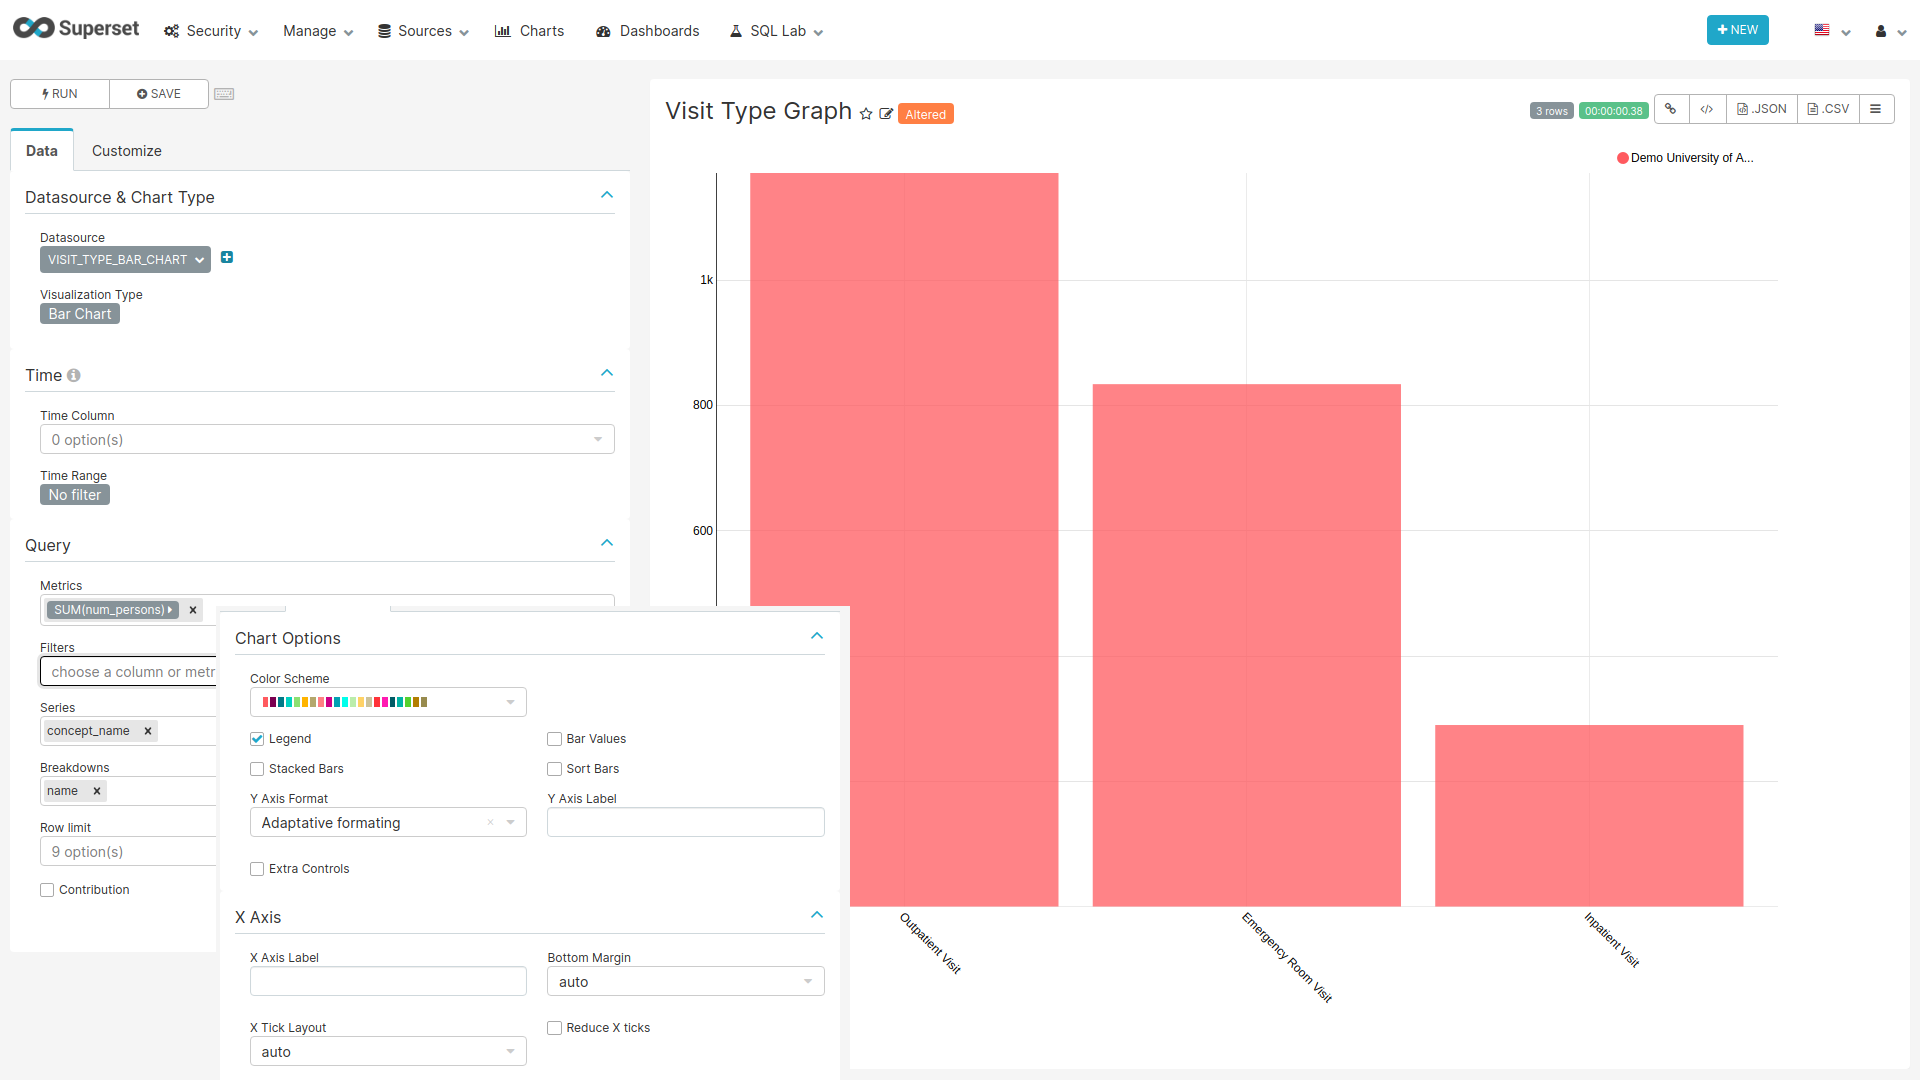 Superset Security Manage Sources Charts Dashboards SQL Lab NEW
RUN SAVE
Data Customize
Datasource & Chart Type
Datasource
VISIT_TYPE_BAR_CHART
Visualization Type
Bar Chart
Time
Time Column
0 option(s)
Time Range
No filter
Query
Metrics
SUM(num_persons) ×
Filters
choose a column or metr
Series
concept_name ×
Breakdowns
name ×
Row limit
9 option(s)
Contribution
Chart Options
Color Scheme
Legend Bar Values
Stacked Bars Sort Bars
Y Axis Format Y Axis Label
Adaptative formating ×
Extra Controls
X Axis
X Axis Label Bottom Margin
auto
X Tick Layout Reduce X ticks
auto
Visit Type Graph Altered 3 rows 00:00:00.38 </> .JSON .CSV
Demo University of A...
1k
800
600
Outpatient Visit
Emergency Room Visit
Inpatient Visit